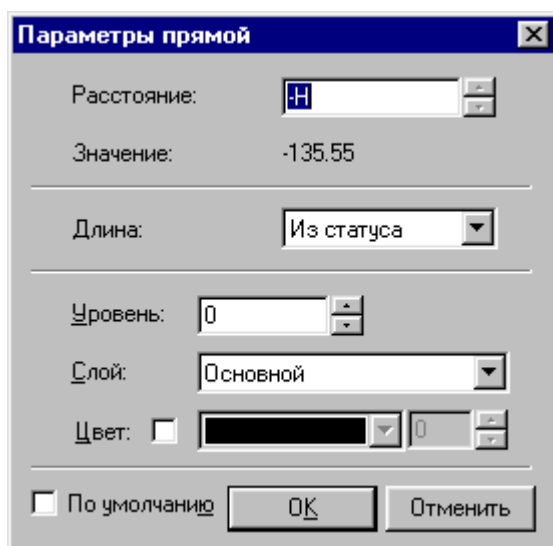 Параметры прямой
Расстояние: -H
Значение: -135.55
Длина: Из статуса
Уровень: 0
Слой: Основной
Цвет: 0
По умолчанию OK Отменить